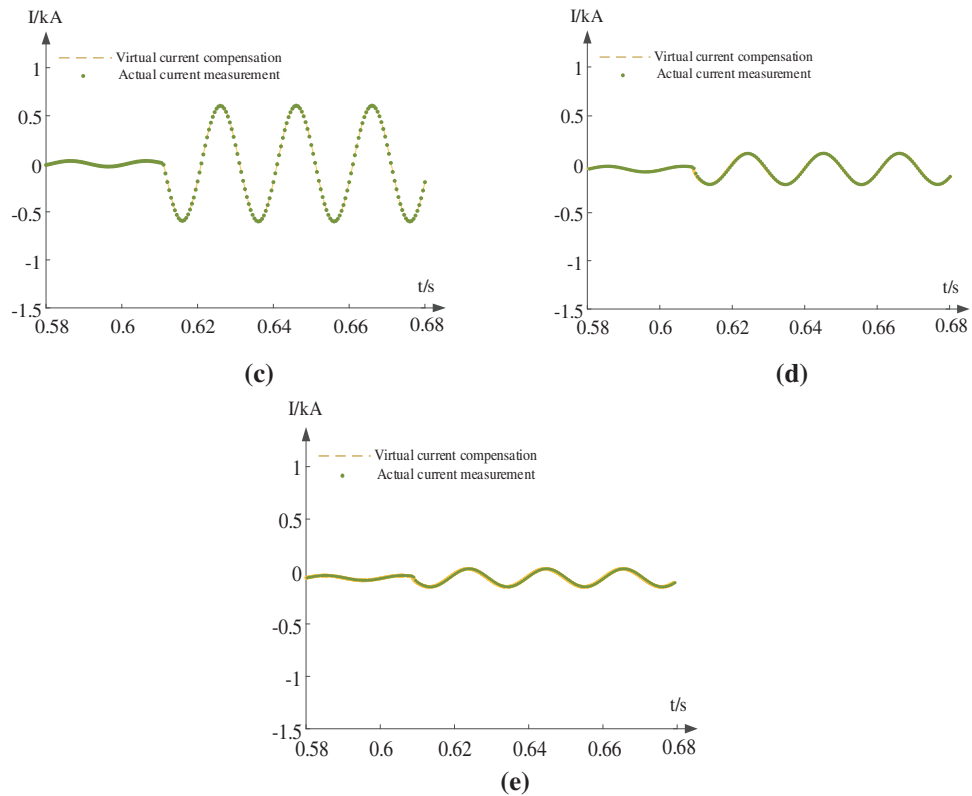 I/kA
Virtual current compensation
Actual current measurement
1
0.5
0
-0.5
-1
-1.5
t/s
0.58 0.6 0.62 0.64 0.66 0.68
(c)
I/kA
Virtual current compensation
Actual current measurement
1
0.5
0
-0.5
-1
-1.5
t/s
0.58 0.6 0.62 0.64 0.66 0.68
(d)
I/kA
Virtual current compensation
Actual current measurement
1
0.5
0
-0.5
-1
-1.5
t/s
0.58 0.6 0.62 0.64 0.66 0.68
(e)